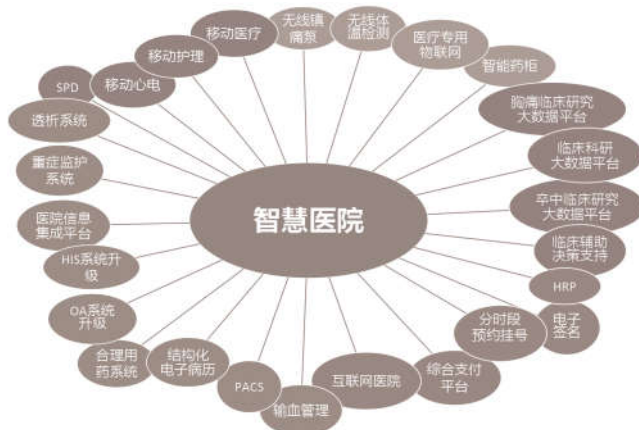 移动医疗
无线镇
痛泵
无线体
温检测
医疗专用
物联网
智能药柜
胸痛临床研究
大数据平台
临床科研
大数据平台
卒中临床研究
大数据平台
临床辅助
决策支持
HRP
电子
签名
分时段
预约挂号
综合支付
平台
互联网医院
输血管理
PACS
结构化
电子病历
合理用
药系统
OA系统
升级
HIS系统升
级
医院信息
集成平台
重症监护
系统
透析系统
SPD
移动心电
移动护理
智慧医院